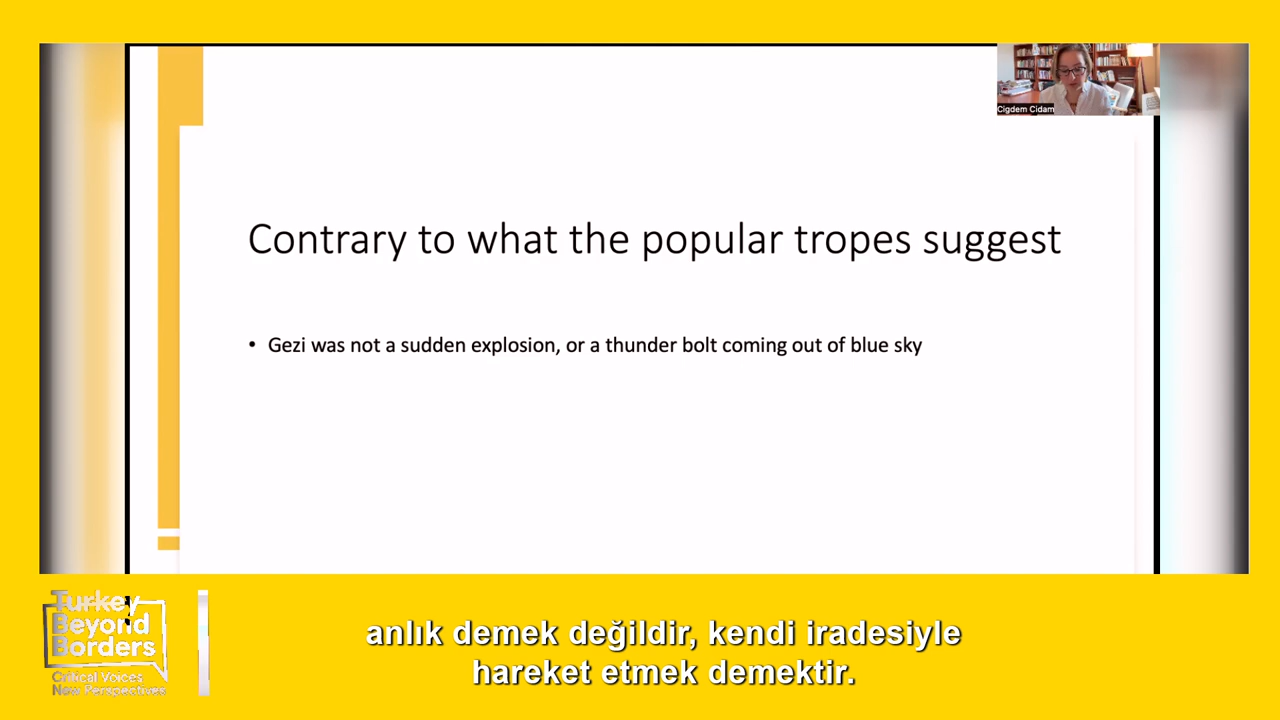 Cigdem Cidam
Contrary to what the popular tropes suggest
• Gezi was not a sudden explosion, or a thunder bolt coming out of blue sky
Turkey
Beyond
Borders
Critical Voices
New Perspectives
anlık demek değildir, kendi iradesiyle
hareket etmek demektir.